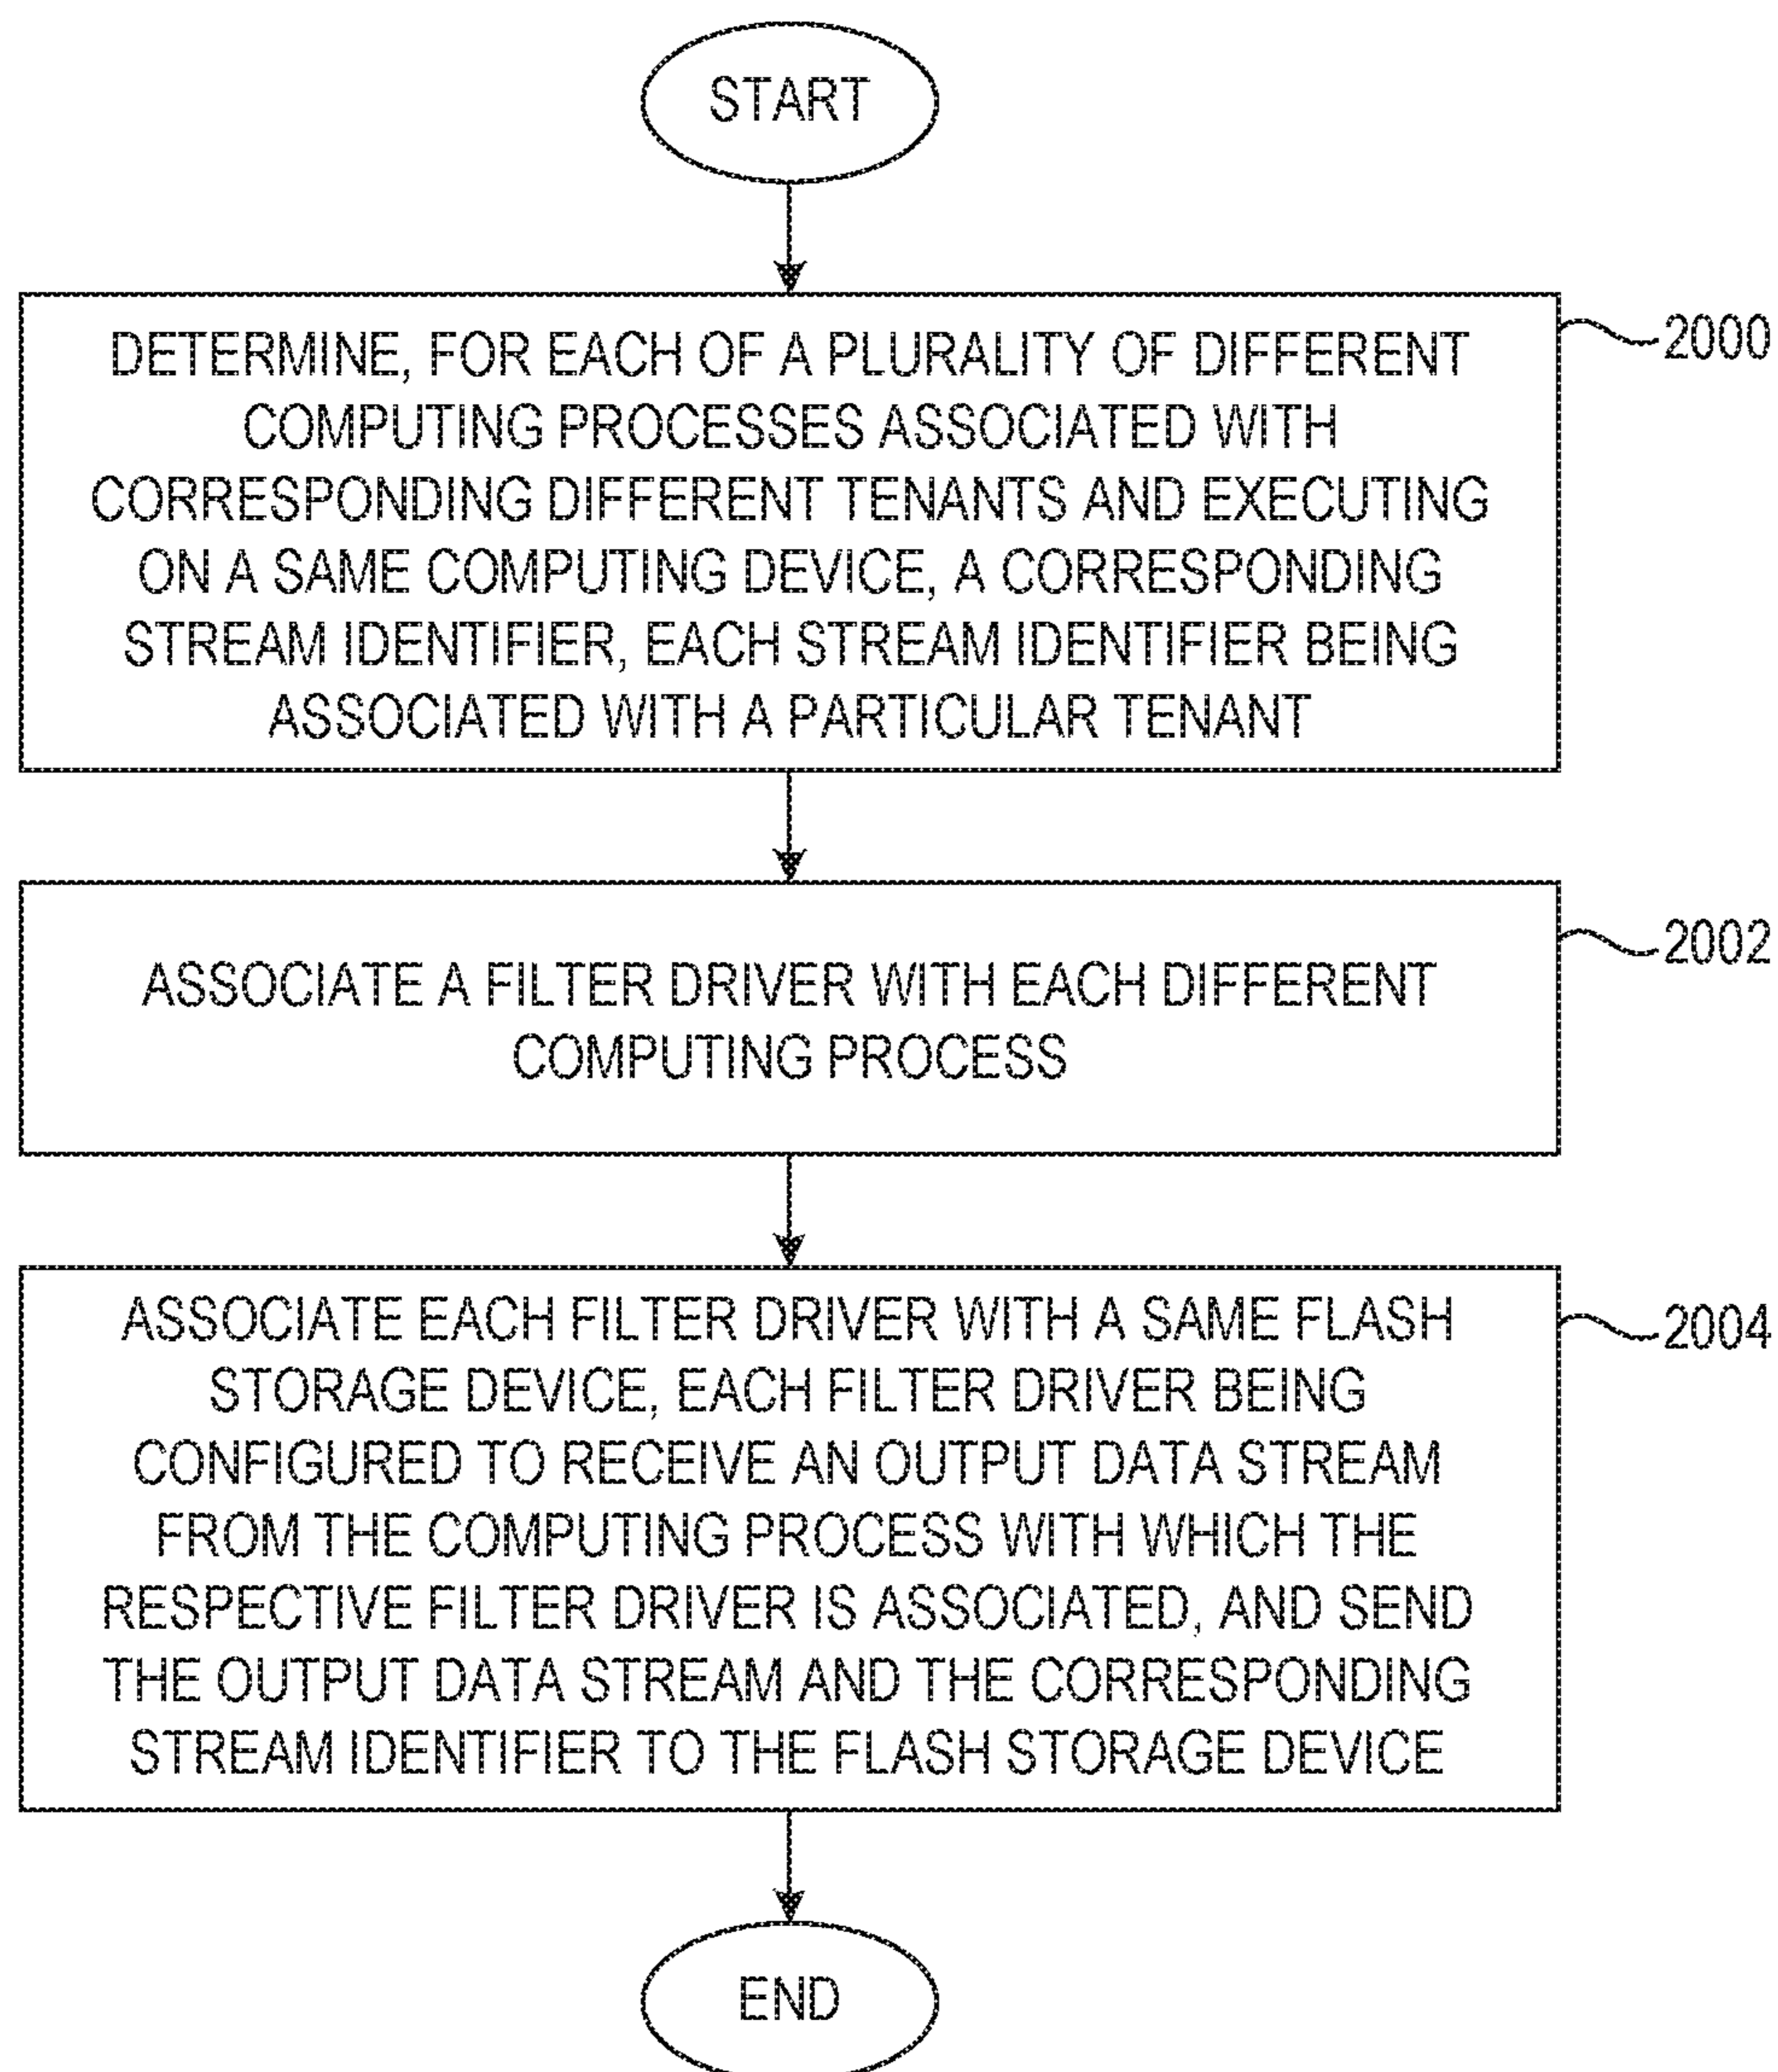 START
DETERMINE, FOR EACH OF A PLURALITY OF DIFFERENT
COMPUTING PROCESSES ASSOCIATED WITH
CORRESPONDING DIFFERENT TENANTS AND EXECUTING
ON A SAME COMPUTING DEVICE, A CORRESPONDING
STREAM IDENTIFIER, EACH STREAM IDENTIFIER BEING
ASSOCIATED WITH A PARTICULAR TENANT
2000
ASSOCIATE A FILTER DRIVER WITH EACH DIFFERENT
COMPUTING PROCESS
2002
ASSOCIATE EACH FILTER DRIVER WITH A SAME FLASH
STORAGE DEVICE, EACH FILTER DRIVER BEING
CONFIGURED TO RECEIVE AN OUTPUT DATA STREAM
FROM THE COMPUTING PROCESS WITH WHICH THE
RESPECTIVE FILTER DRIVER IS ASSOCIATED, AND SEND
THE OUTPUT DATA STREAM AND THE CORRESPONDING
STREAM IDENTIFIER TO THE FLASH STORAGE DEVICE
2004
END